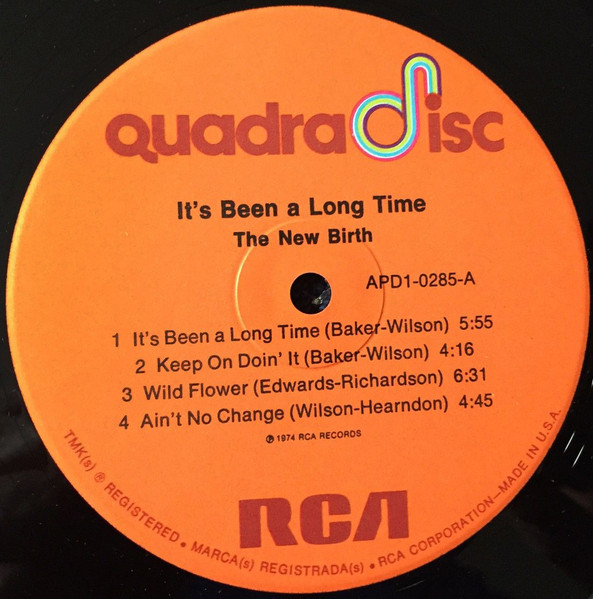 quadradisc
It's Been a Long Time
The New Birth
APD1-0285-A
1 It's Been a Long Time (Baker-Wilson) 5:55
2 Keep On Doin' It (Baker-Wilson) 4:16
3 Wild Flower (Edwards-Richardson) 6:31
4 Ain't No Change (Wilson-Hearndon) 4:45
℗ 1974 RCA RECORDS
RCA
TMK(s) ® REGISTERED • MARCA(s) REGISTRADA(s) • RCA CORPORATION—MADE IN U.S.A.